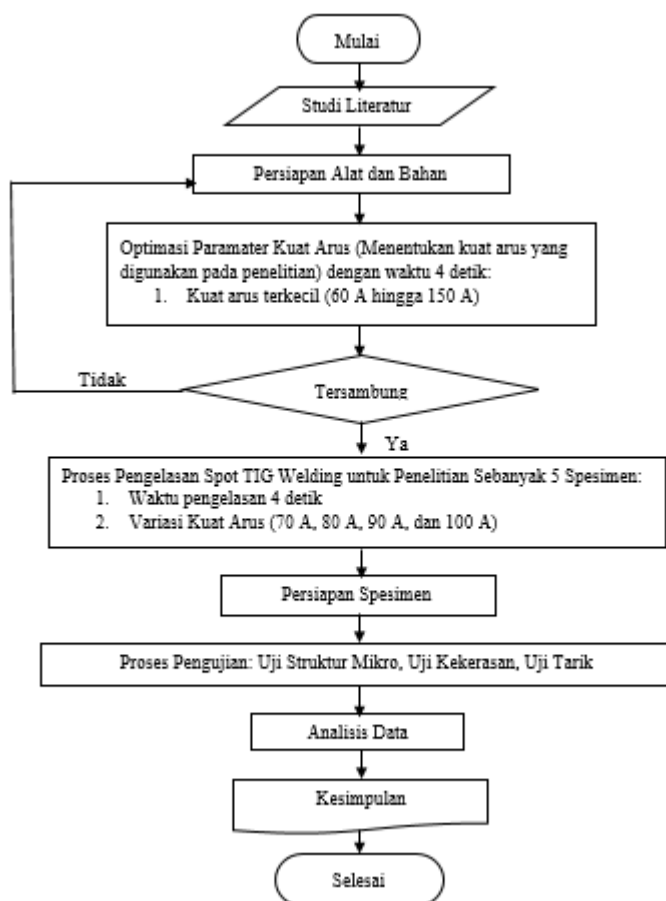 Mulai
Studi Literatur
Persiapan Alat dan Bahan
Optimasi Paramater Kuat Arus (Menentukan kuat arus yang
digunakan pada penelitian) dengan waktu 4 detik:
1. Kuat arus terkecil (60 A hingga 150 A)
Tidak
Tersambung
Ya
Proses Pengelasan Spot TIG Welding untuk Penelitian Sebanyak 5 Spesimen:
1. Waktu pengelasan 4 detik
2. Variasi Kuat Arus (70 A, 80 A, 90 A, dan 100 A)
Persiapan Spesimen
Proses Pengujian: Uji Struktur Mikro, Uji Kekerasan, Uji Tarik
Analisis Data
Kesimpulan
Selesai